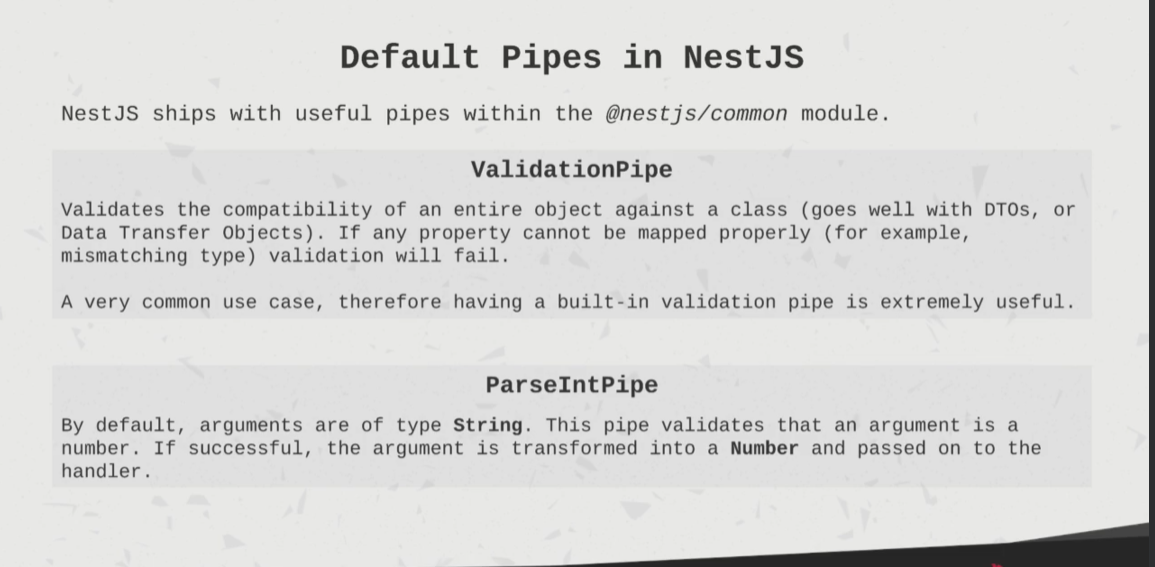 Default Pipes in NestJS
NestJS ships with useful pipes within the @nestjs/common module.
ValidationPipe
Validates the compatibility of an entire object against a class (goes well with DTOs, or
Data Transfer Objects). If any property cannot be mapped properly (for example,
mismatching type) validation will fail.
A very common use case, therefore having a built-in validation pipe is extremely useful.
ParseIntPipe
By default, arguments are of type String. This pipe validates that an argument is a
number. If successful, the argument is transformed into a Number and passed on to the
handler.